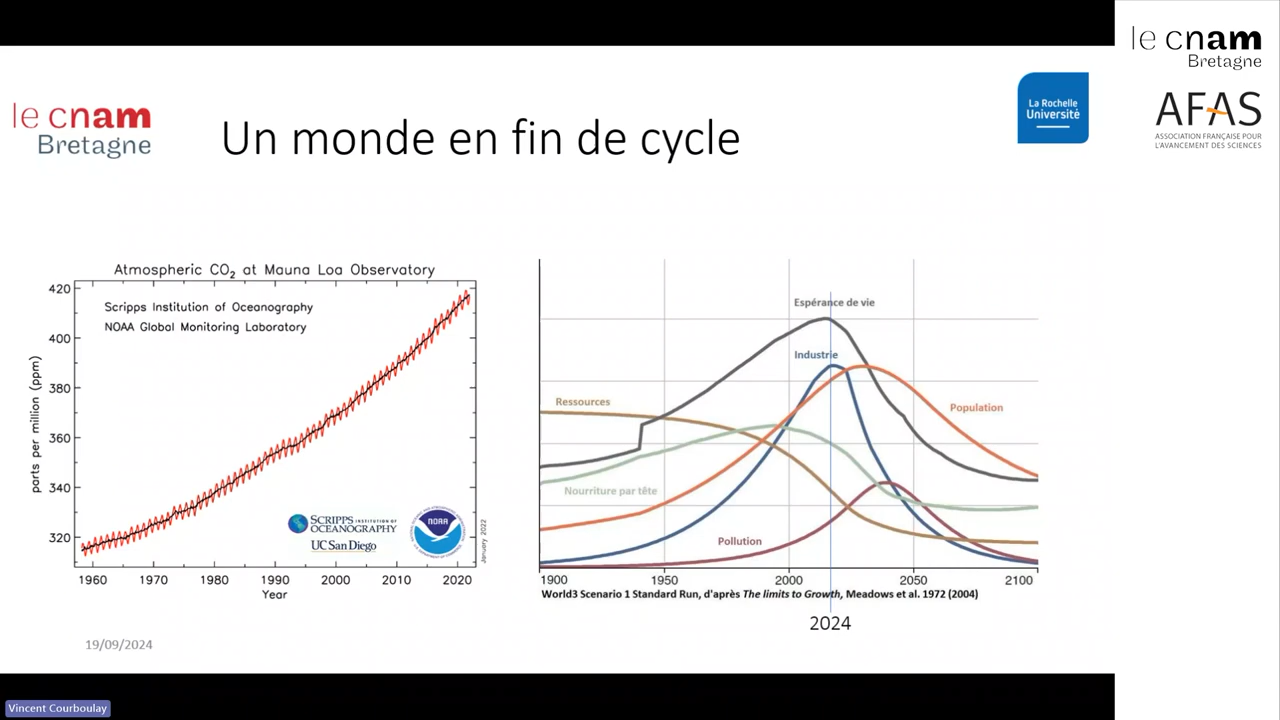 le cnam
Bretagne
Un monde en fin de cycle
La Rochelle
Université
le cnam
Bretagne
AFAS
ASSOCIATION FRANÇAISE POUR
L'AVANCEMENT DES SCIENCES
Atmospheric CO2 at Mauna Loa Observatory
Scripps Institution of Oceanography
NOAA Global Monitoring Laboratory
parts per million (ppm)
420
400
380
360
340
320
1960 1970 1980 1990 2000 2010 2020
Year
SCRIPPS INSTITUTION OF
OCEANOGRAPHY
UC San Diego
NOAA
January 2022
Espérance de vie
Industrie
Ressources
Population
Nourriture par tête
Pollution
1900 1950 2000 2050 2100
World3 Scenario 1 Standard Run, d'après The limits to Growth, Meadows et al. 1972 (2004)
2024
19/09/2024
Vincent Courboulay